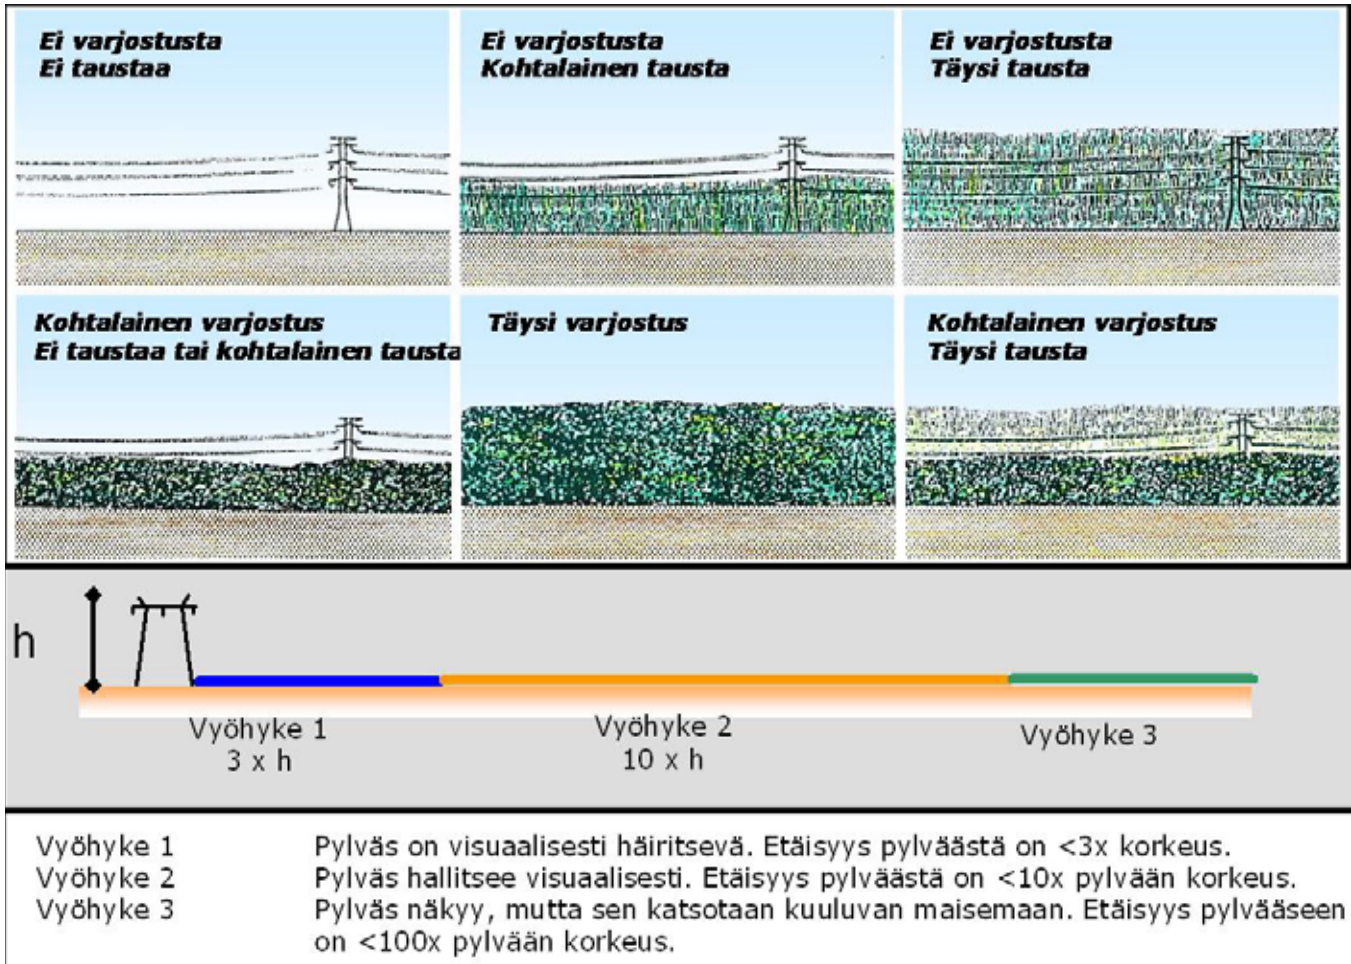 Ei varjostusta
Ei taustaa
Ei varjostusta
Kohtalainen tausta
Ei varjostusta
Täysi tausta
Kohtalainen varjostus
Ei taustaa tai kohtalainen tausta
Täysi varjostus
Kohtalainen varjostus
Täysi tausta
h
Vyöhyke 1
3 x h
Vyöhyke 2
10 x h
Vyöhyke 3
Vyöhyke 1 Pylväs on visuaalisesti häiritsevä. Etäisyys pylväästä on <3x korkeus.
Vyöhyke 2 Pylväs hallitsee visuaalisesti. Etäisyys pylväästä on <10x pylvään korkeus.
Vyöhyke 3 Pylväs näkyy, mutta sen katsotaan kuuluvan maisemaan. Etäisyys pylvääseen
on <100x pylvään korkeus.